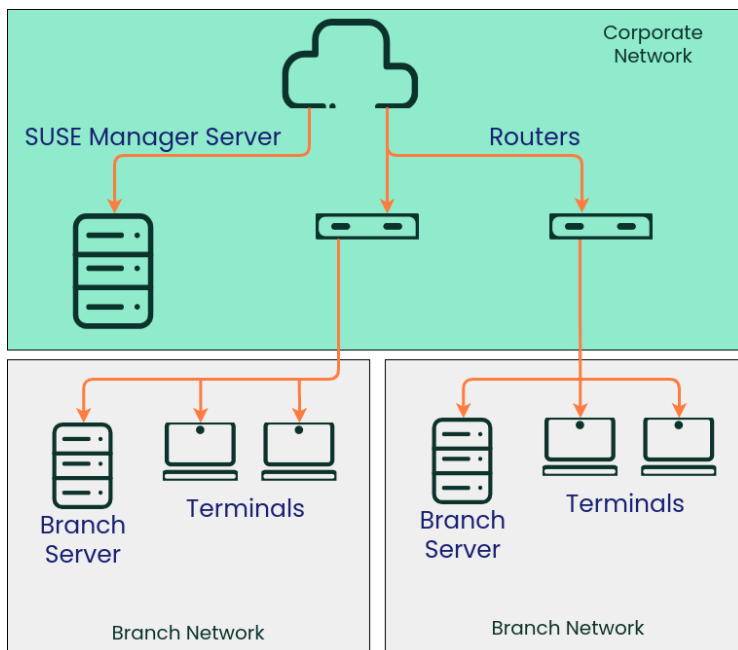 Corporate
Network
SUSE Manager Server
Routers
Branch
Server
Terminals
Branch Network
Branch
Server
Terminals
Branch Network